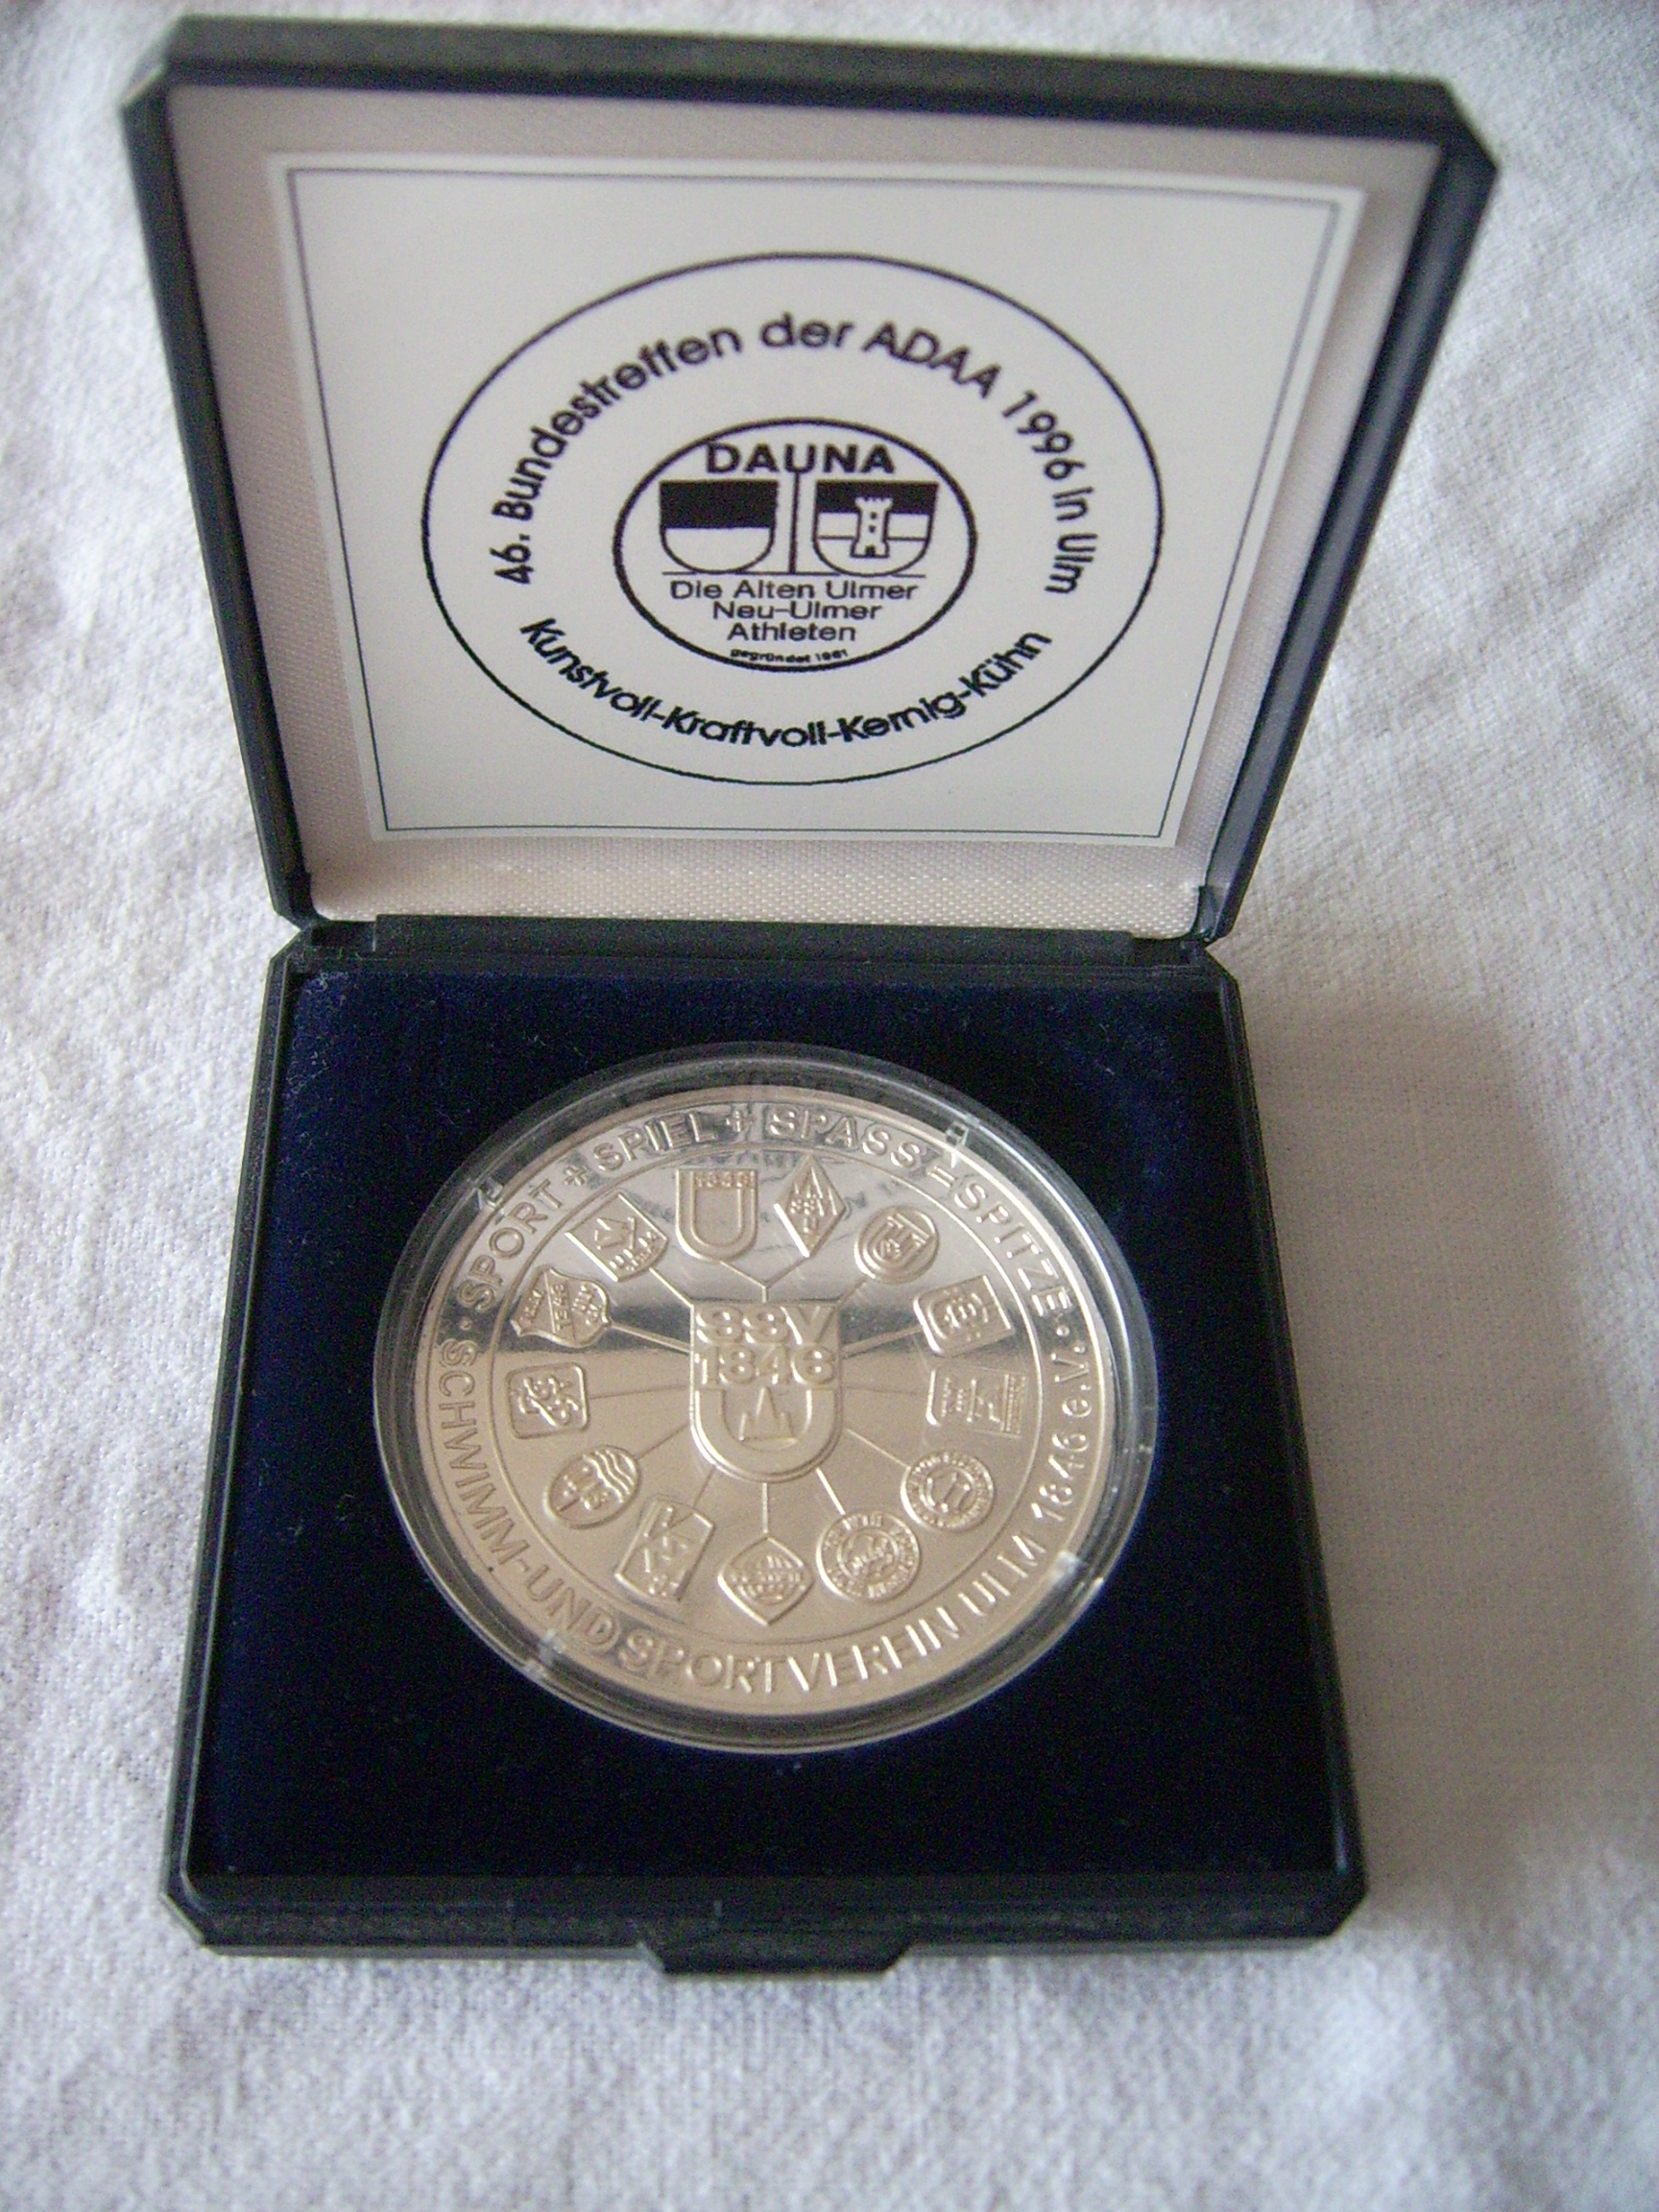 46. Bundestreffen der ADAA 1996 in Ulm
DAUNA
Die Alten Ulmer
Neu-Ulmer
Athleten
gegründet 1981
Kunstvoll-Kraftvoll-Kernig-Kühn
SPORT + SPIEL + SPASS = SPITZE
SCHWIMM-UND SPORTVEREIN ULM 1846 e.V.
SSV
1846